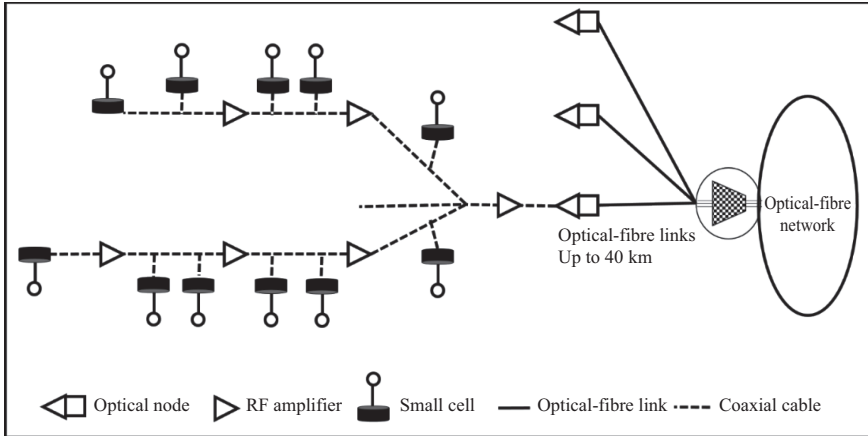 Optical-fibre
network
Optical-fibre links
Up to 40 km
Optical node
RF amplifier
Small cell
Optical-fibre link
Coaxial cable